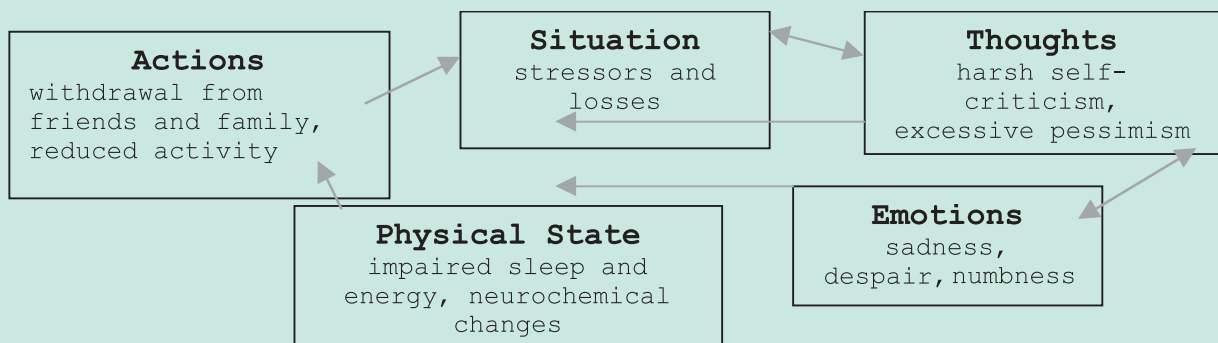 Actions
withdrawal from
friends and family,
reduced activity
Situation
stressors and
losses
Thoughts
harsh self-
criticism,
excessive pessimism
Physical State
impaired sleep and
energy, neurochemical
changes
Emotions
sadness,
despair, numbness